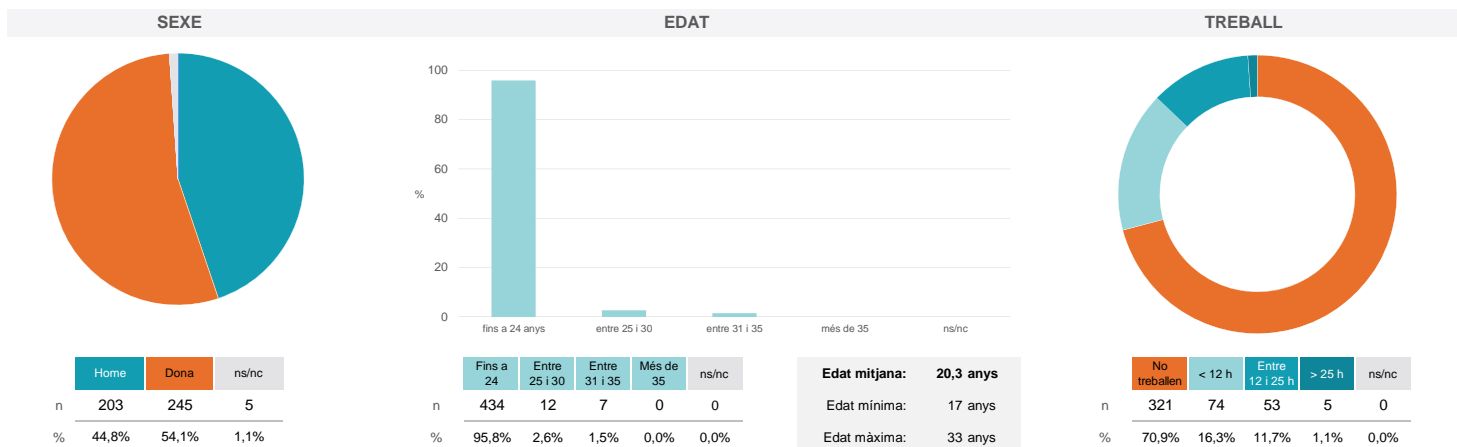 SEXE EDAT TREBALL
100
80
60
%
40
20
0
fins a 24 anys entre 25 i 30 entre 31 i 35 més de 35 ns/nc
Home Dona ns/nc
n 203 245 5
% 44,8% 54,1% 1,1%
Fins a 24 Entre 25 i 30 Entre 31 i 35 Més de 35 ns/nc
n 434 12 7 0 0
% 95,8% 2,6% 1,5% 0,0% 0,0%
Edat mitjana: 20,3 anys
Edat mínima: 17 anys
Edat màxima: 33 anys
No treballen < 12 h Entre 12 i 25 h > 25 h ns/nc
n 321 74 53 5 0
% 70,9% 16,3% 11,7% 1,1% 0,0%